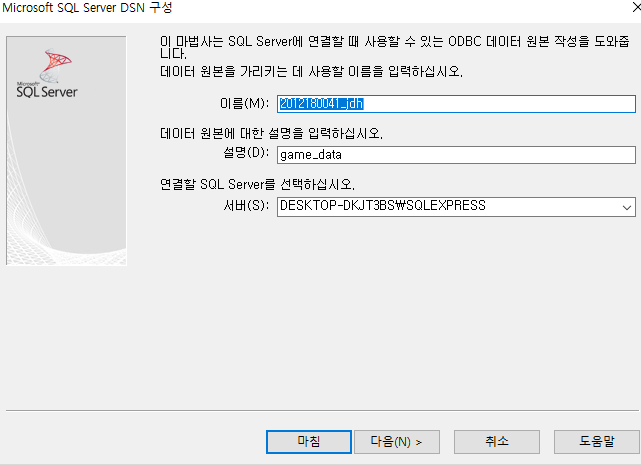 Microsoft SQL Server DSN 구성
Microsoft
SQL Server
이 마법사는 SQL Server에 연결할 때 사용할 수 있는 ODBC 데이터 원본 작성을 도와줍
니다.
데이터 원본을 가리키는 데 사용할 이름을 입력하십시오.
이름(M): 2012180041_jdh
데이터 원본에 대한 설명을 입력하십시오.
설명(D): game_data
연결할 SQL Server를 선택하십시오.
서버(S): DESKTOP-DKJT3BS₩SQLEXPRESS
마침 다음(N) > 취소 도움말